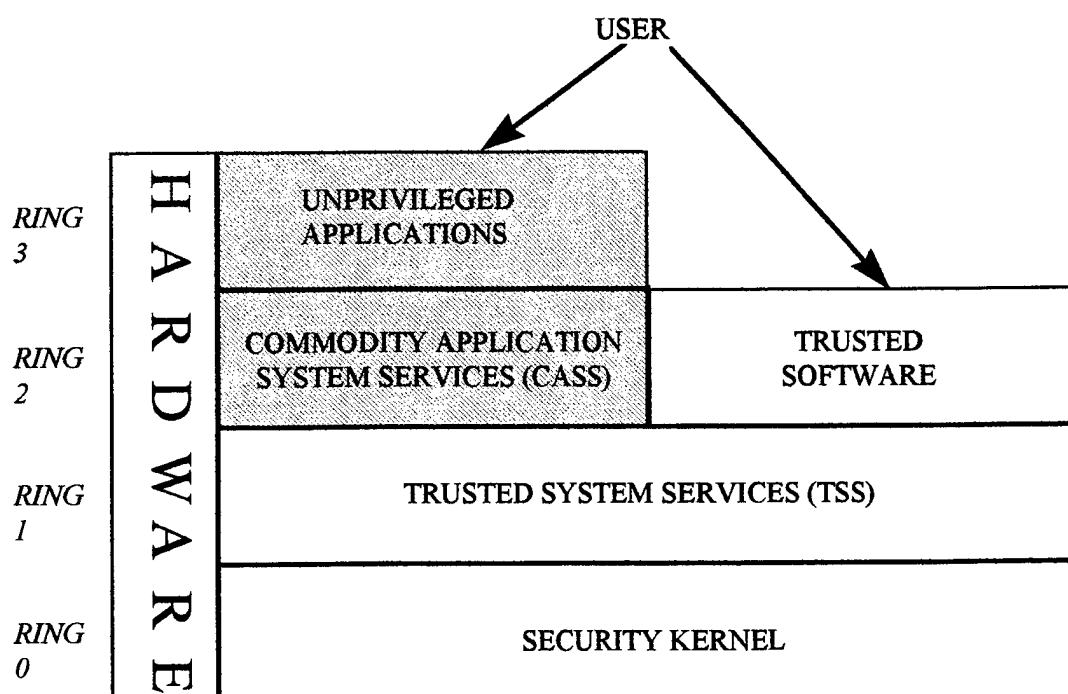 USER
RING
3
UNPRIVILEGED
APPLICATIONS
RING
2
COMMODITY APPLICATION
SYSTEM SERVICES (CASS)
TRUSTED
SOFTWARE
RING
1
TRUSTED SYSTEM SERVICES (TSS)
RING
0
SECURITY KERNEL
HARDWARE